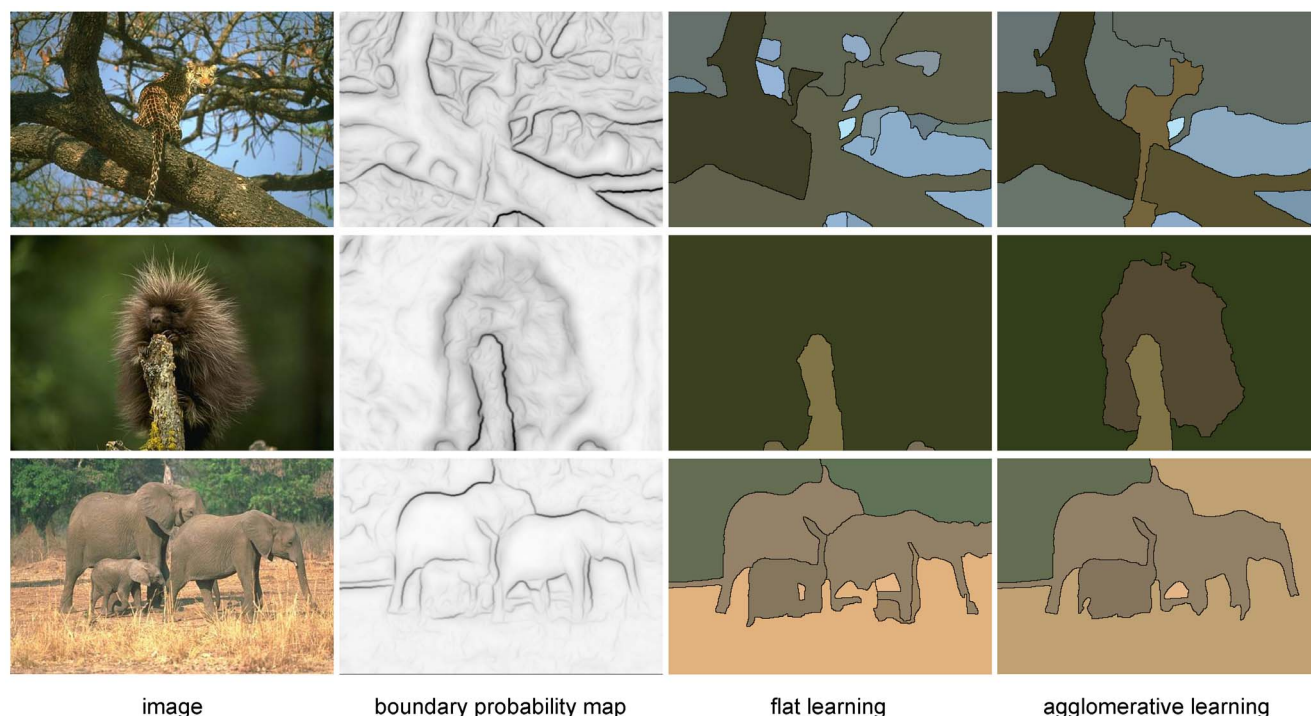 image
boundary probability map
flat learning
agglomerative learning